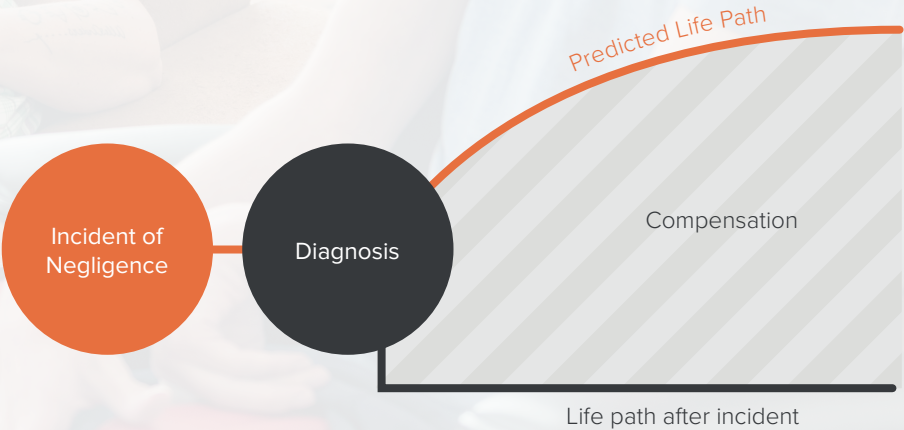 Predicted Life Path
Incident of
Negligence
Diagnosis
Compensation
Life path after incident